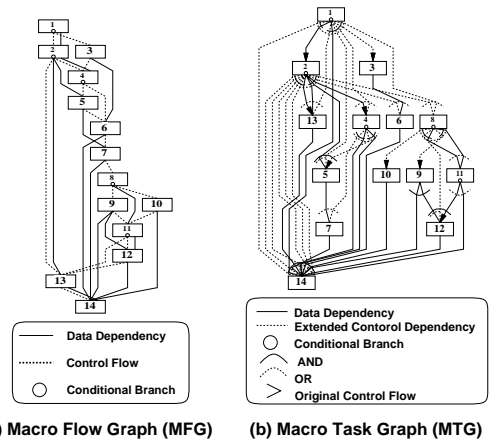 1
2
3
4
5
6
7
8
9
10
11
12
13
14
Data Dependency
Control Flow
Conditional Branch
) Macro Flow Graph (MFG)
1
2
3
13
4
6
8
5
10
9
11
7
12
14
Data Dependency
Extended Contorol Dependency
Conditional Branch
AND
OR
Original Control Flow
(b) Macro Task Graph (MTG)